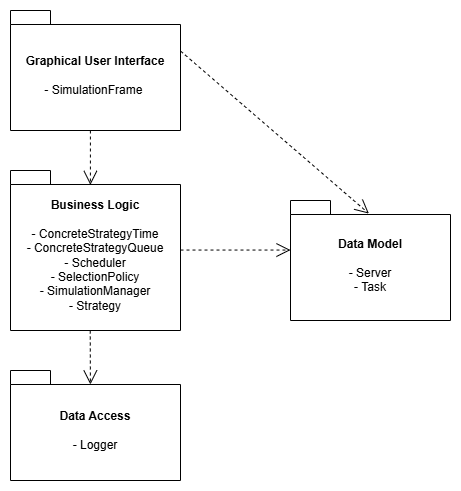 Graphical User Interface
- SimulationFrame
Business Logic
- ConcreteStrategyTime
- ConcreteStrategyQueue
- Scheduler
- SelectionPolicy
- SimulationManager
- Strategy
Data Model
- Server
- Task
Data Access
- Logger